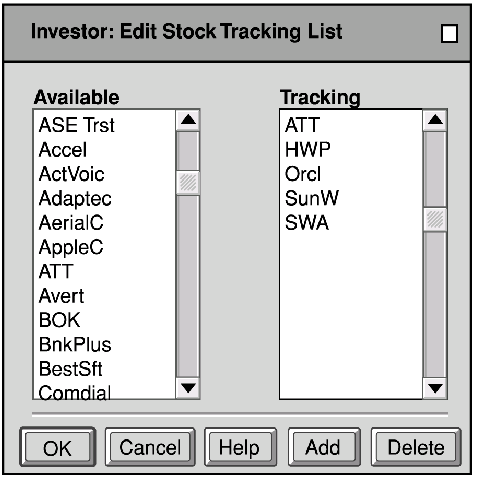 Investor: Edit Stock Tracking List
Available
ASE Trst
Accel
ActVoic
Adaptec
AerialC
AppleC
ATT
Avert
BOK
BnkPlus
BestSft
Comdial
Tracking
ATT
HWP
Orcl
SunW
SWA
OK Cancel Help Add Delete